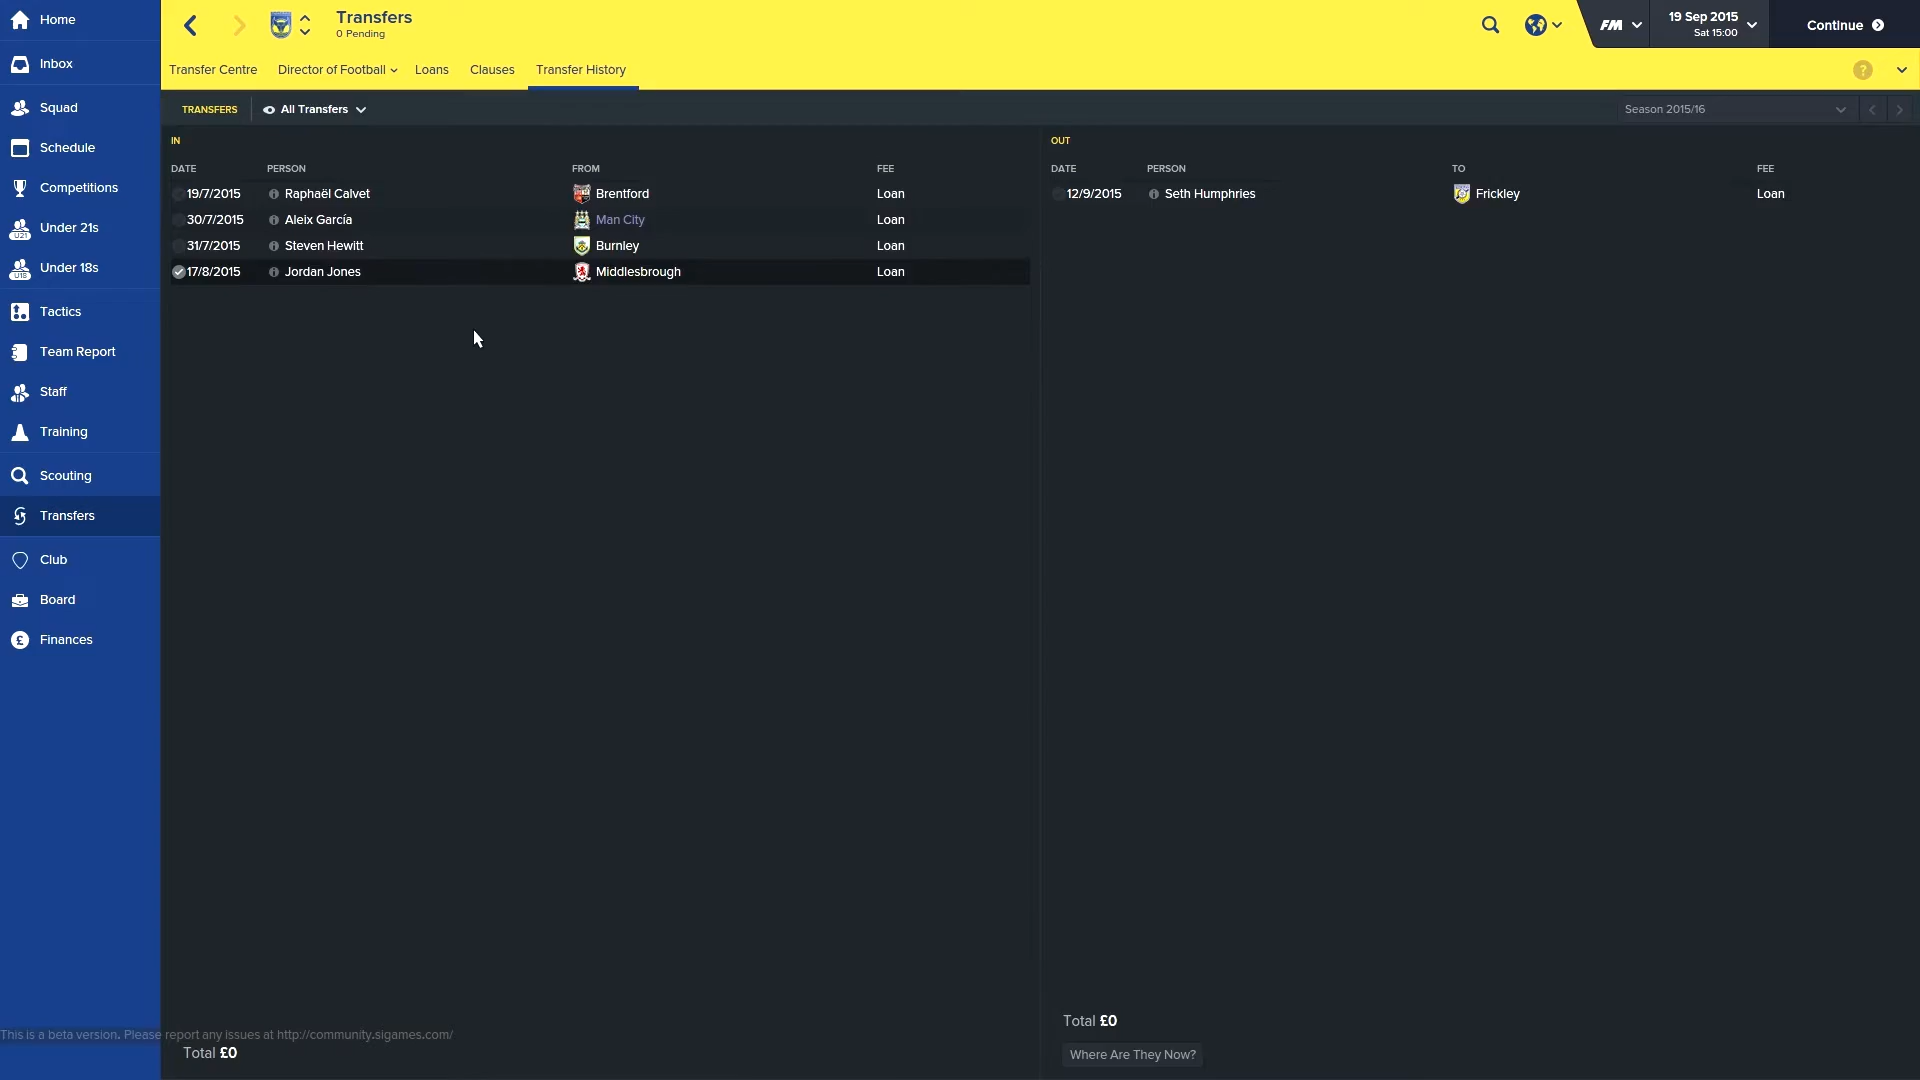 Home
Inbox
Squad
Schedule
Competitions
U21
Under 21s
U18
Under 18s
Tactics
Team Report
Staff
Training
Scouting
Transfers
Club
Board
£
Finances
Transfers
0 Pending
FM
19 Sep 2015
Sat 15:00
Continue
Transfer Centre
Director of Football
Loans
Clauses
Transfer History
?
TRANSFERS
All Transfers
Season 2015/16
IN
DATE PERSON FROM FEE
19/7/2015 i Raphaël Calvet Brentford Loan
30/7/2015 i Aleix García Man City Loan
31/7/2015 i Steven Hewitt Burnley Loan
17/8/2015 i Jordan Jones Middlesbrough Loan
OUT
DATE PERSON TO FEE
12/9/2015 i Seth Humphries Frickley Loan
This is a beta version. Please report any issues at http://community.sigames.com/
Total £0
Total £0
Where Are They Now?